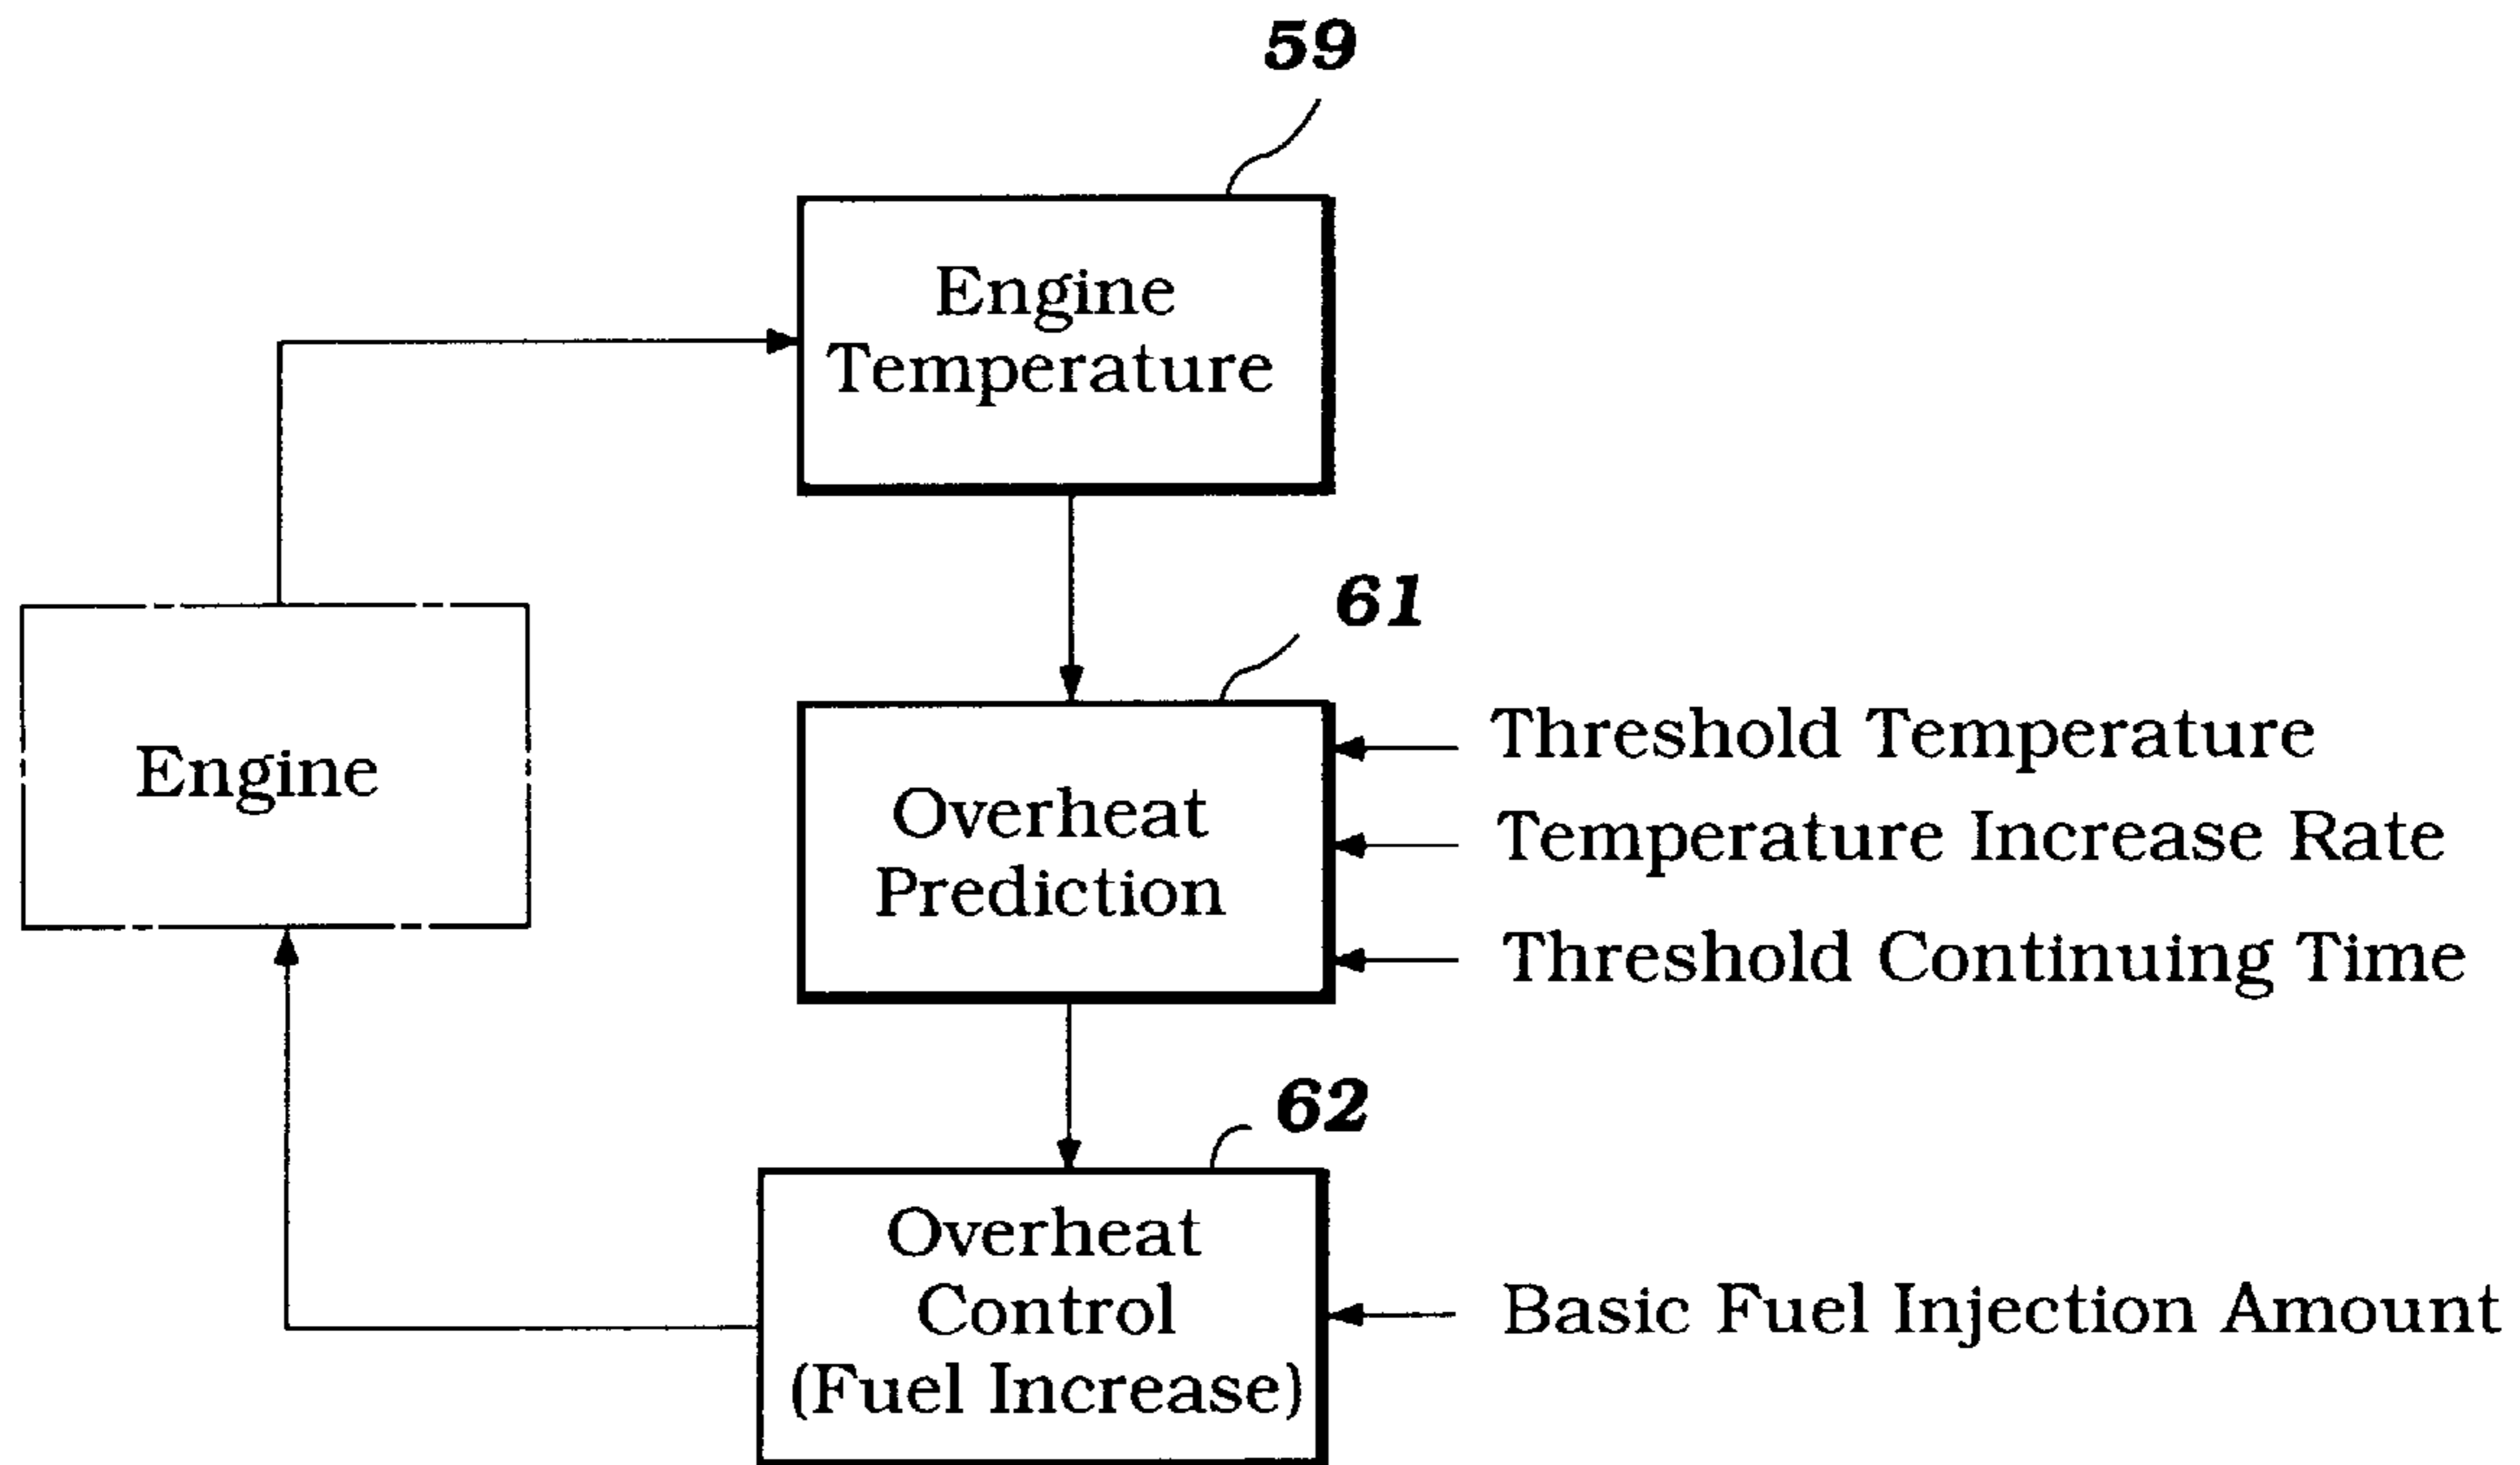 59
Engine
Temperature
61
Engine
Overheat
Prediction
Threshold Temperature
Temperature Increase Rate
Threshold Continuing Time
62
Overheat
Control
(Fuel Increase)
Basic Fuel Injection Amount